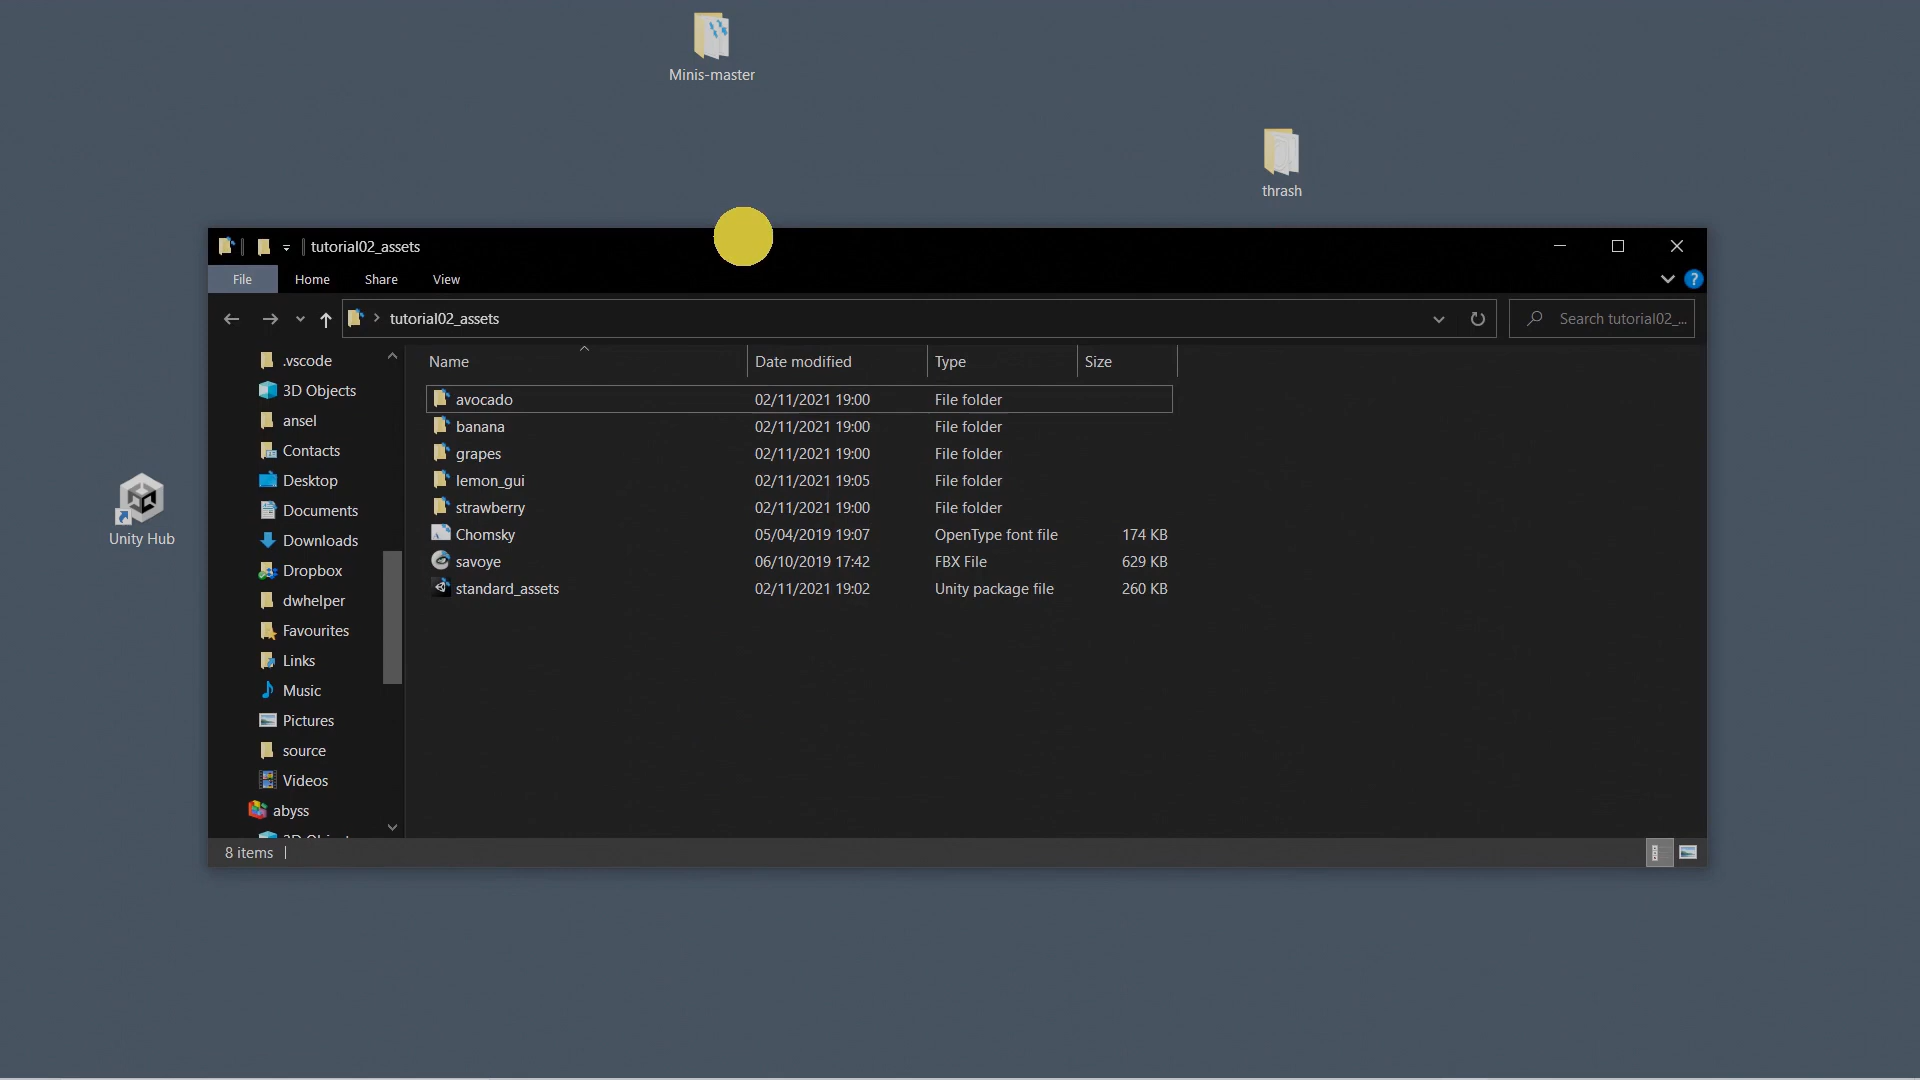 Minis-master
thrash
tutorial02_assets
File Home Share View
tutorial02_assets
Search tutorial02_...
Name Date modified Type Size
.vscode
3D Objects
ansel
Contacts
Desktop
Documents
Downloads
Dropbox
dwhelper
Favourites
Links
Music
Pictures
source
Videos
abyss
avocado 02/11/2021 19:00 File folder
banana 02/11/2021 19:00 File folder
grapes 02/11/2021 19:00 File folder
lemon_gui 02/11/2021 19:05 File folder
strawberry 02/11/2021 19:00 File folder
Chomsky 05/04/2019 19:07 OpenType font file 174 KB
savoye 06/10/2019 17:42 FBX File 629 KB
standard_assets 02/11/2021 19:02 Unity package file 260 KB
Unity Hub
8 items